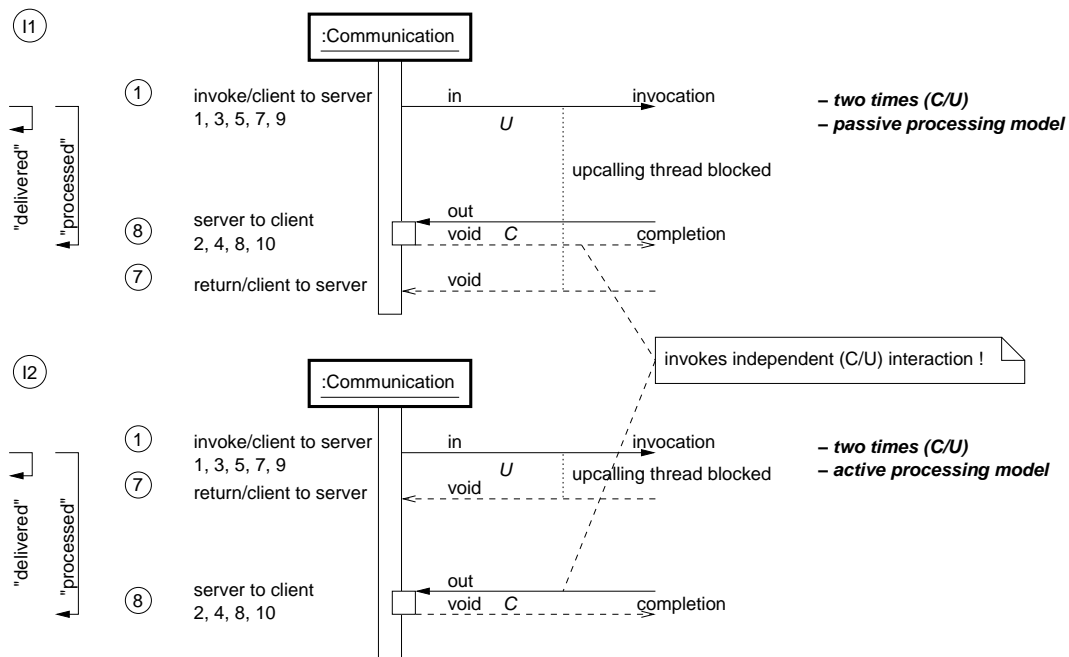 I1
:Communication
1
invoke/client to server
in
invocation
– two times (C/U)
1, 3, 5, 7, 9
U
– passive processing model
"delivered"
"processed"
upcalling thread blocked
server to client
out
8
2, 4, 8, 10
void
C
completion
7
return/client to server
void
invokes independent (C/U) interaction !
I2
:Communication
1
invoke/client to server
in
invocation
– two times (C/U)
1, 3, 5, 7, 9
U
upcalling thread blocked
– active processing model
7
return/client to server
void
"delivered"
"processed"
server to client
out
8
2, 4, 8, 10
void
C
completion